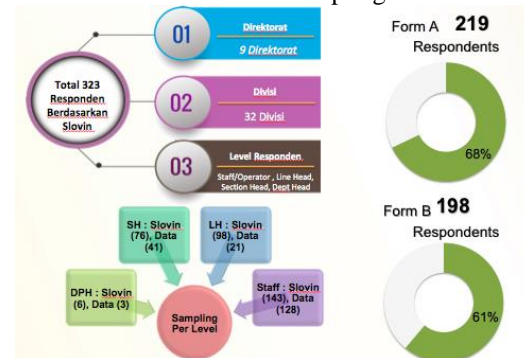 Total 323
Responden
Berdasarkan
Slovin
01
Direktorat
9 Direktorat
02
Divisi
32 Divisi
03
Level Responden
Staff/Operator , Line Head,
Section Head, Dept Head
SH : Slovin
(76), Data
(41)
LH : Slovin
(98), Data
(21)
DPH : Slovin
(6), Data (3)
Staff : Slovin
(143), Data
(128)
Sampling
Per Level
Form A 219
Respondents
68%
Form B 198
Respondents
61%